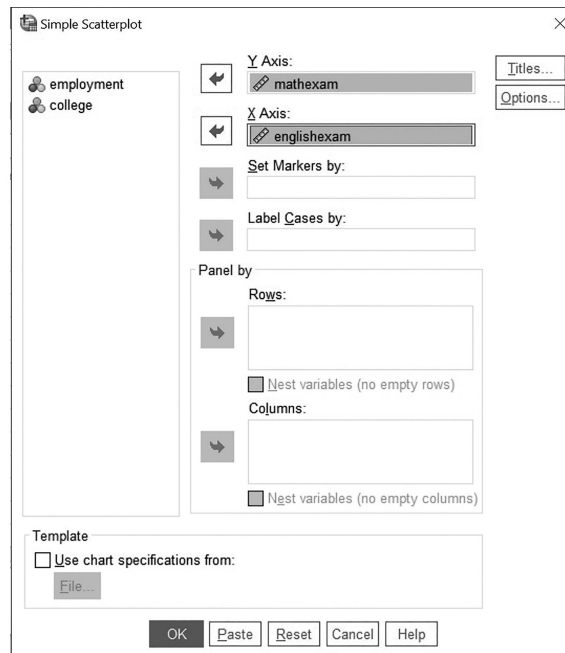 Simple Scatterplot
employment
college
Y Axis:
mathexam
X Axis:
englishexam
Set Markers by:
Label Cases by:
Panel by
Rows:
Nest variables (no empty rows)
Columns:
Nest variables (no empty columns)
Titles...
Options...
Template
Use chart specifications from:
File...
OK Paste Reset Cancel Help